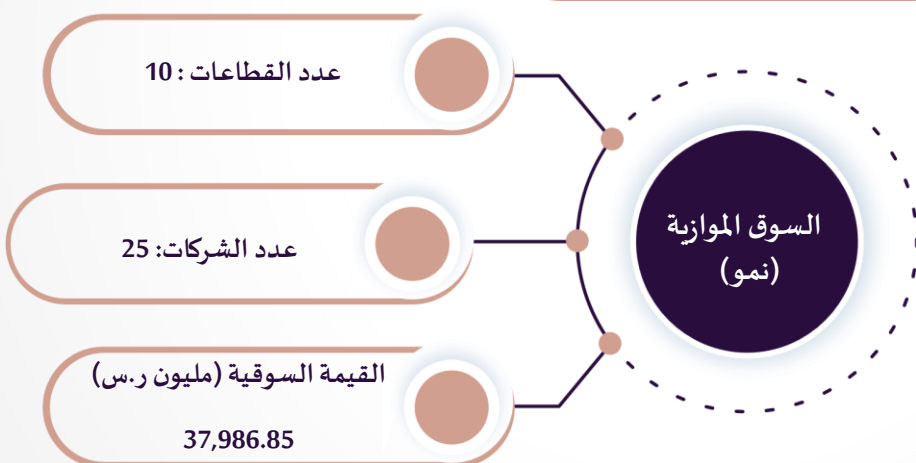 السوق الموازية
(نمو)
عدد القطاعات : 10
عدد الشركات: 25
القيمة السوقية (مليون ر.س)
37,986.85